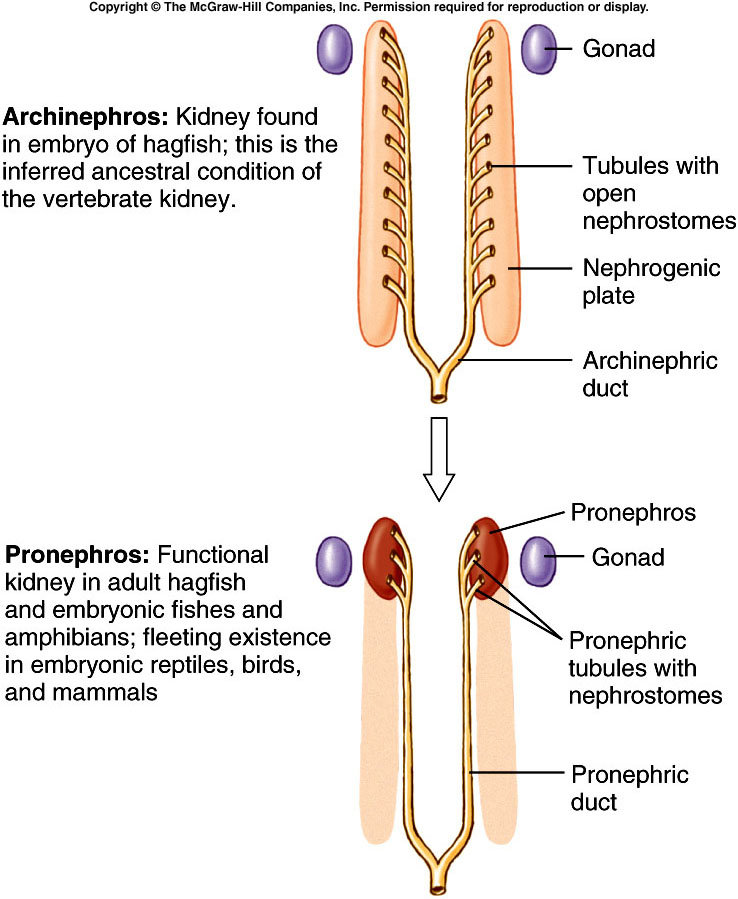 Copyright © The McGraw-Hill Companies, Inc. Permission required for reproduction or display.
Gonad
Archinephros: Kidney found
in embryo of hagfish; this is the
inferred ancestral condition of
the vertebrate kidney.
Tubules with
open
nephrostomes
Nephrogenic
plate
Archinephric
duct
Pronephros
Gonad
Pronephros: Functional
kidney in adult hagfish
and embryonic fishes and
amphibians; fleeting existence
in embryonic reptiles, birds,
and mammals
Pronephric
tubules with
nephrostomes
Pronephric
duct